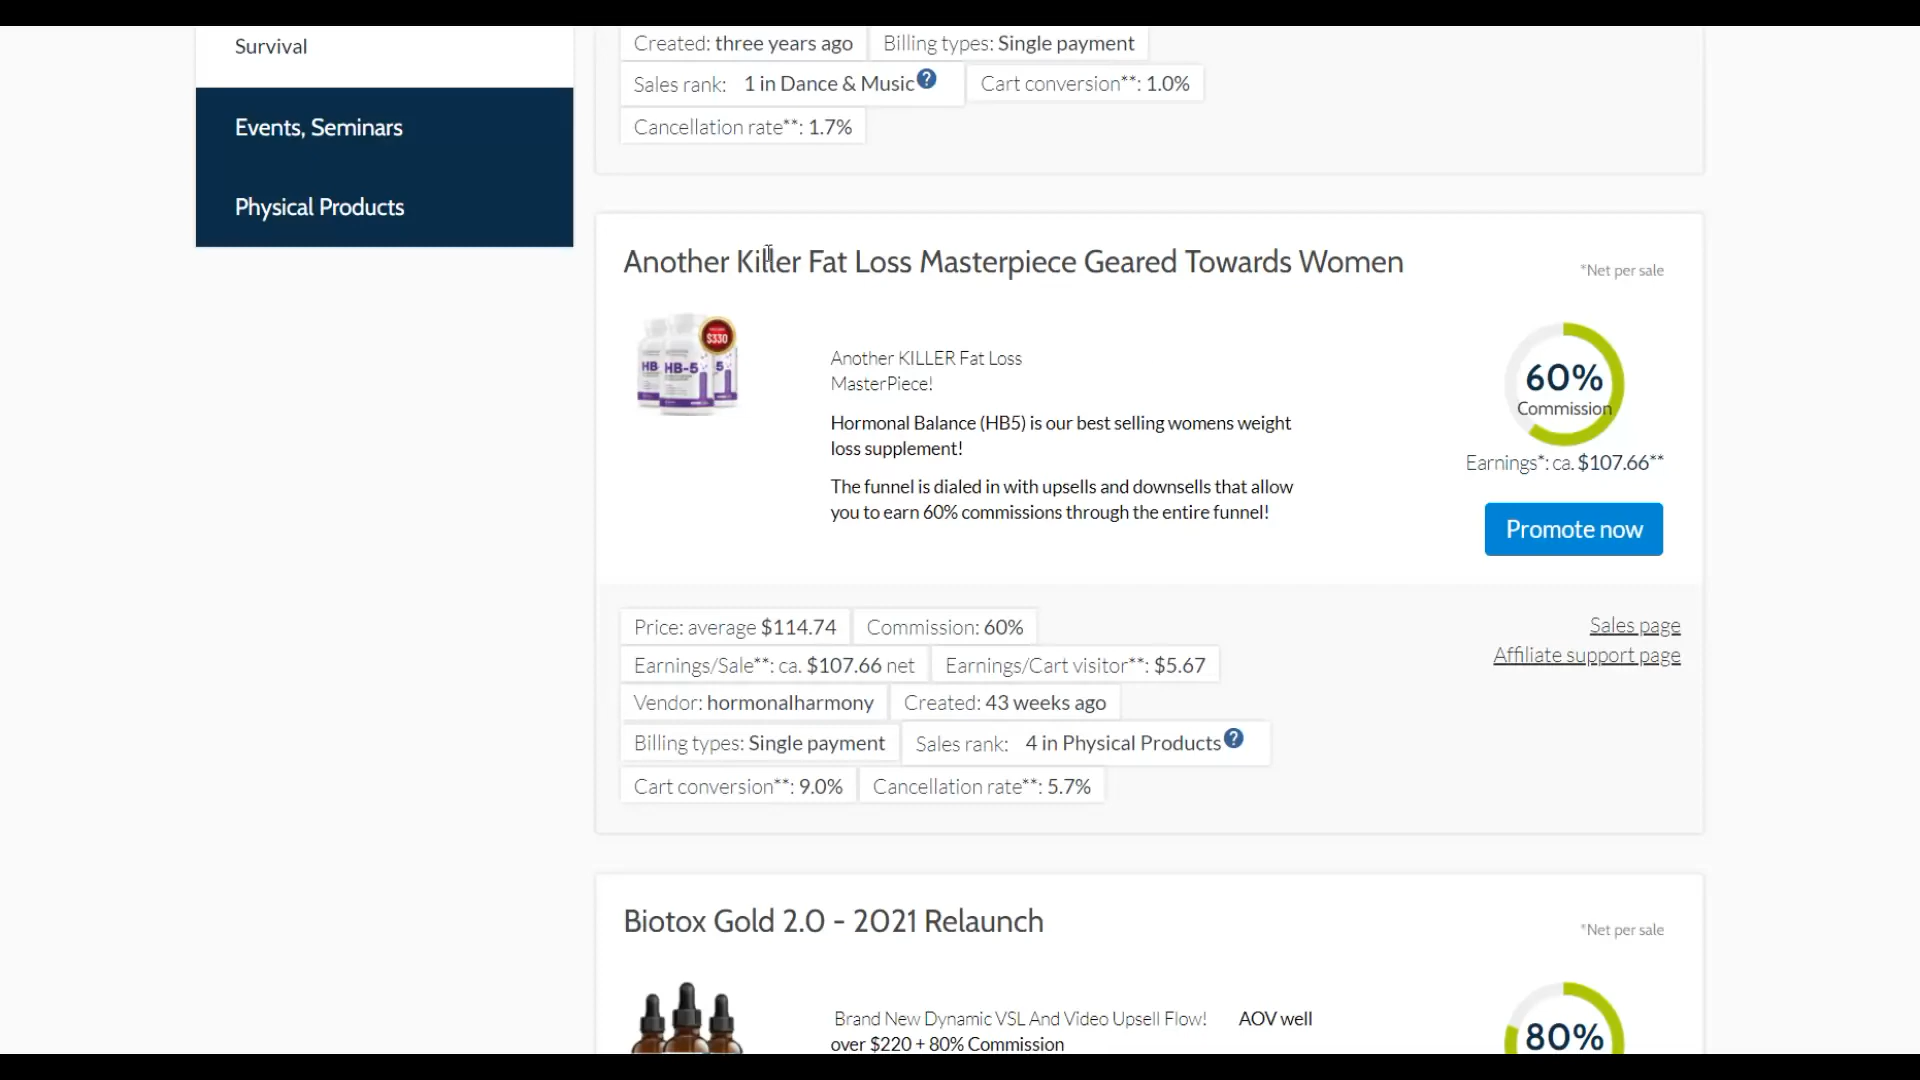 Survival
Events, Seminars
Physical Products
Created: three years ago
Billing types: Single payment
Sales rank: 1 in Dance & Music ?
Cart conversion**: 1.0%
Cancellation rate**: 1.7%
Another Killer Fat Loss Masterpiece Geared Towards Women
*Net per sale
$330
HB-
HB-5
5
Another KILLER Fat Loss
MasterPiece!
Hormonal Balance (HB5) is our best selling womens weight
loss supplement!
The funnel is dialed in with upsells and downsells that allow
you to earn 60% commissions through the entire funnel!
60%
Commission
Earnings*: ca. $107.66**
Promote now
Price: average $114.74
Commission: 60%
Earnings/Sale**: ca. $107.66 net
Earnings/Cart visitor**: $5.67
Vendor: hormonalharmony
Created: 43 weeks ago
Billing types: Single payment
Sales rank: 4 in Physical Products ?
Cart conversion**: 9.0%
Cancellation rate**: 5.7%
Sales page
Affiliate support page
Biotox Gold 2.0 - 2021 Relaunch
*Net per sale
Brand New Dynamic VSL And Video Upsell Flow! AOV well
over $220 + 80% Commission
80%